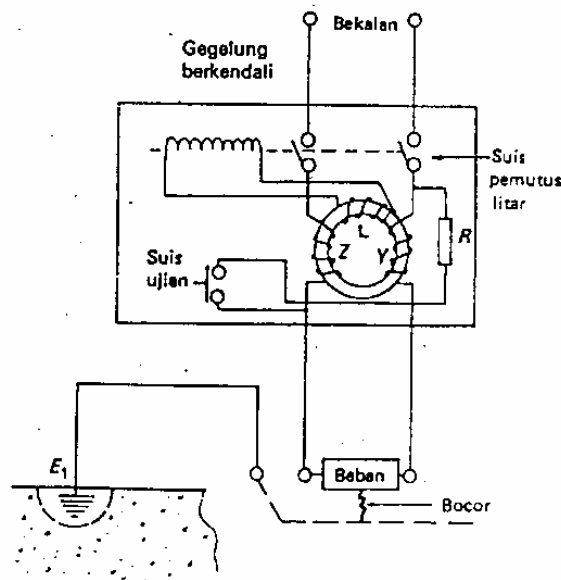 Bekalan
Gegelung
berkendali
Suis
pemutus
litar
L
Z
Y
R
Suis
ujian
E1
Beban
Bocor